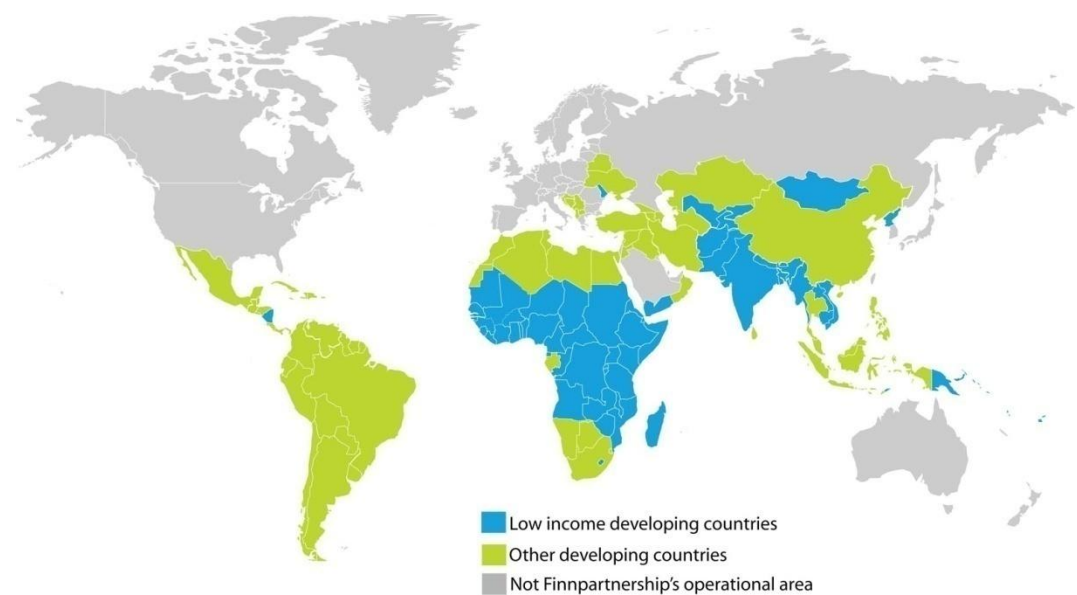 Low income developing countries
Other developing countries
Not Finnpartnership's operational area